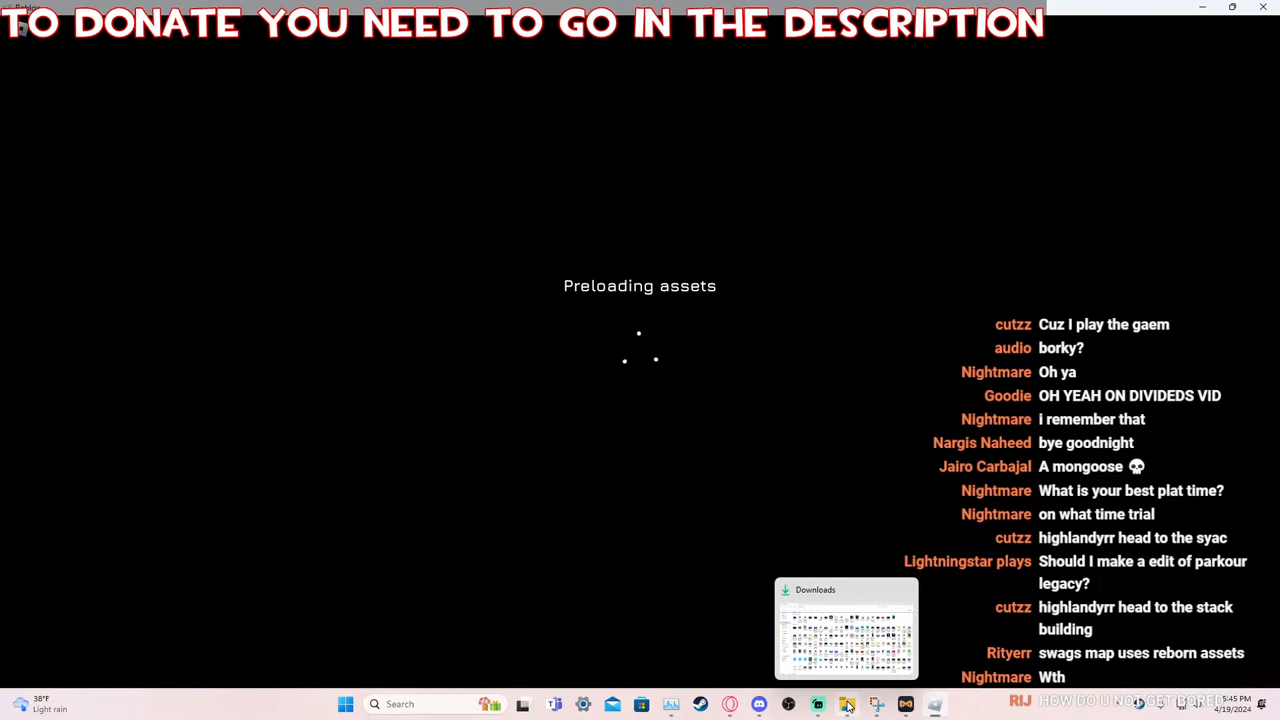 Roblox
TO DONATE YOU NEED TO GO IN THE DESCRIPTION
Preloading assets
cutzz Cuz I play the gaem
audio borky?
Nightmare Oh ya
Goodie OH YEAH ON DIVIDEDS VID
Nightmare i remember that
Nargis Naheed bye goodnight
Jairo Carbajal A mongoose 💀
Nightmare What is your best plat time?
Nightmare on what time trial
cutzz highlandyrr head to the syac
Lightningstar plays Should I make a edit of parkour
legacy?
cutzz highlandyrr head to the stack
building
Rityerr swags map uses reborn assets
Nightmare Wth
RIJ HOW DO U NOT GET BORED
Downloads
38°F
Light rain
Search
5:45 PM
4/19/2024